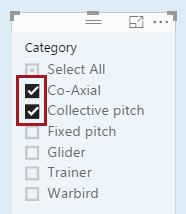 Category
Select All
Co-Axial
Collective pitch
Fixed pitch
Glider
Trainer
Warbird